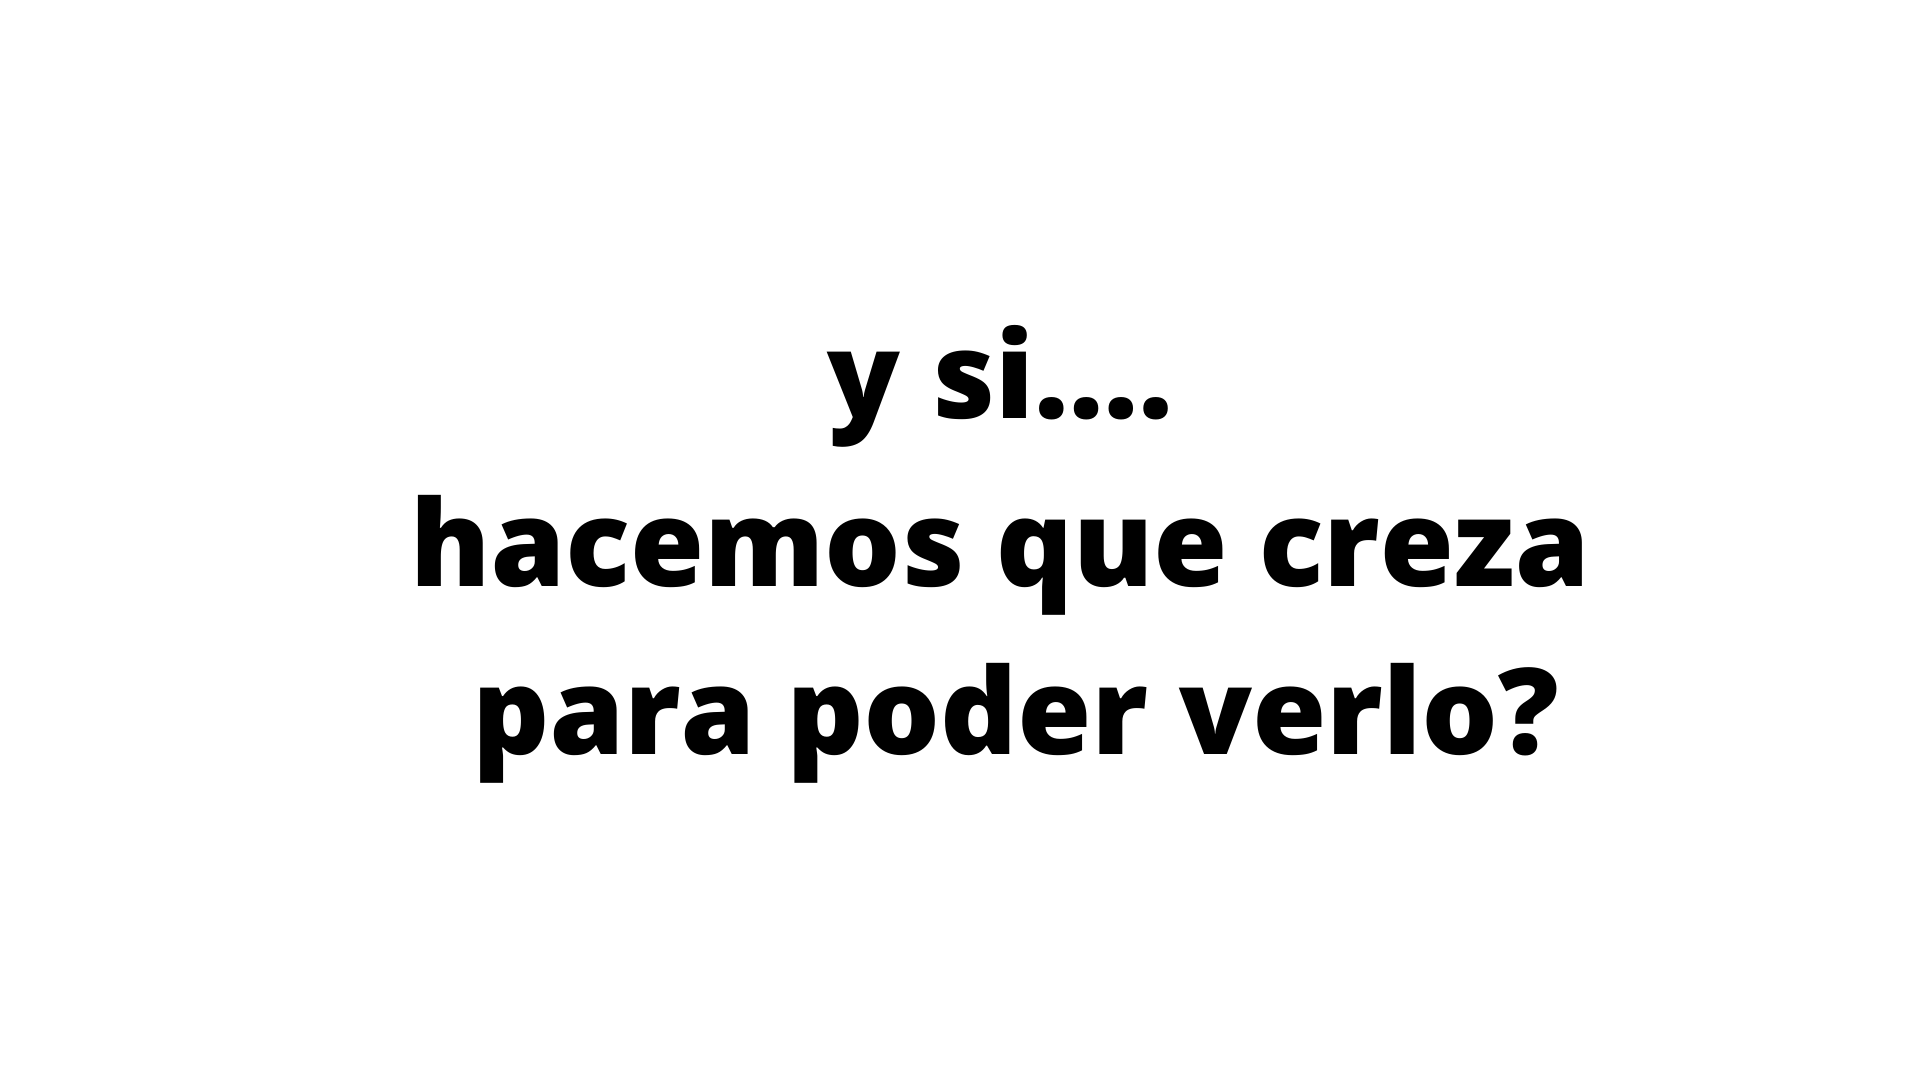 y si....
hacemos que creza
para poder verlo?